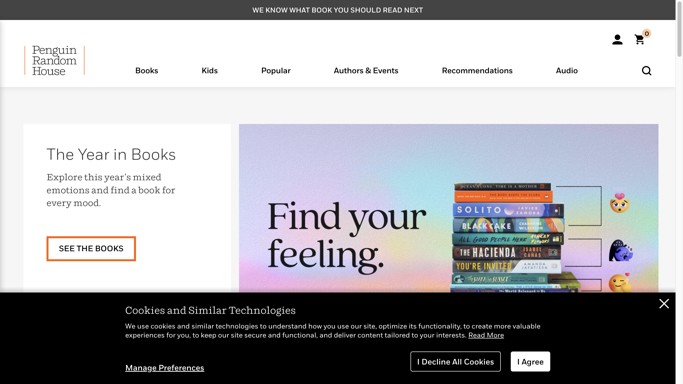 WE KNOW WHAT BOOK YOU SHOULD READ NEXT
0
Penguin
Random
House
Books
Kids
Popular
Authors & Events
Recommendations
Audio
The Year in Books
Explore this year's mixed
emotions and find a book for
every mood.
SEE THE BOOKS
Find your
feeling.
SOLITO
JAVIER ZAMORA
BLACK CAKE
ALL GOOD PEOPLE HERE
THE HACIENDA
ISABEL CAÑAS
YOU'RE INVITED
Cookies and Similar Technologies
We use cookies and similar technologies to understand how you use our site, optimize its functionality, to create more valuable
experiences for you, to keep our site secure and functional, and deliver content tailored to your interests. Read More
Manage Preferences
I Decline All Cookies
I Agree